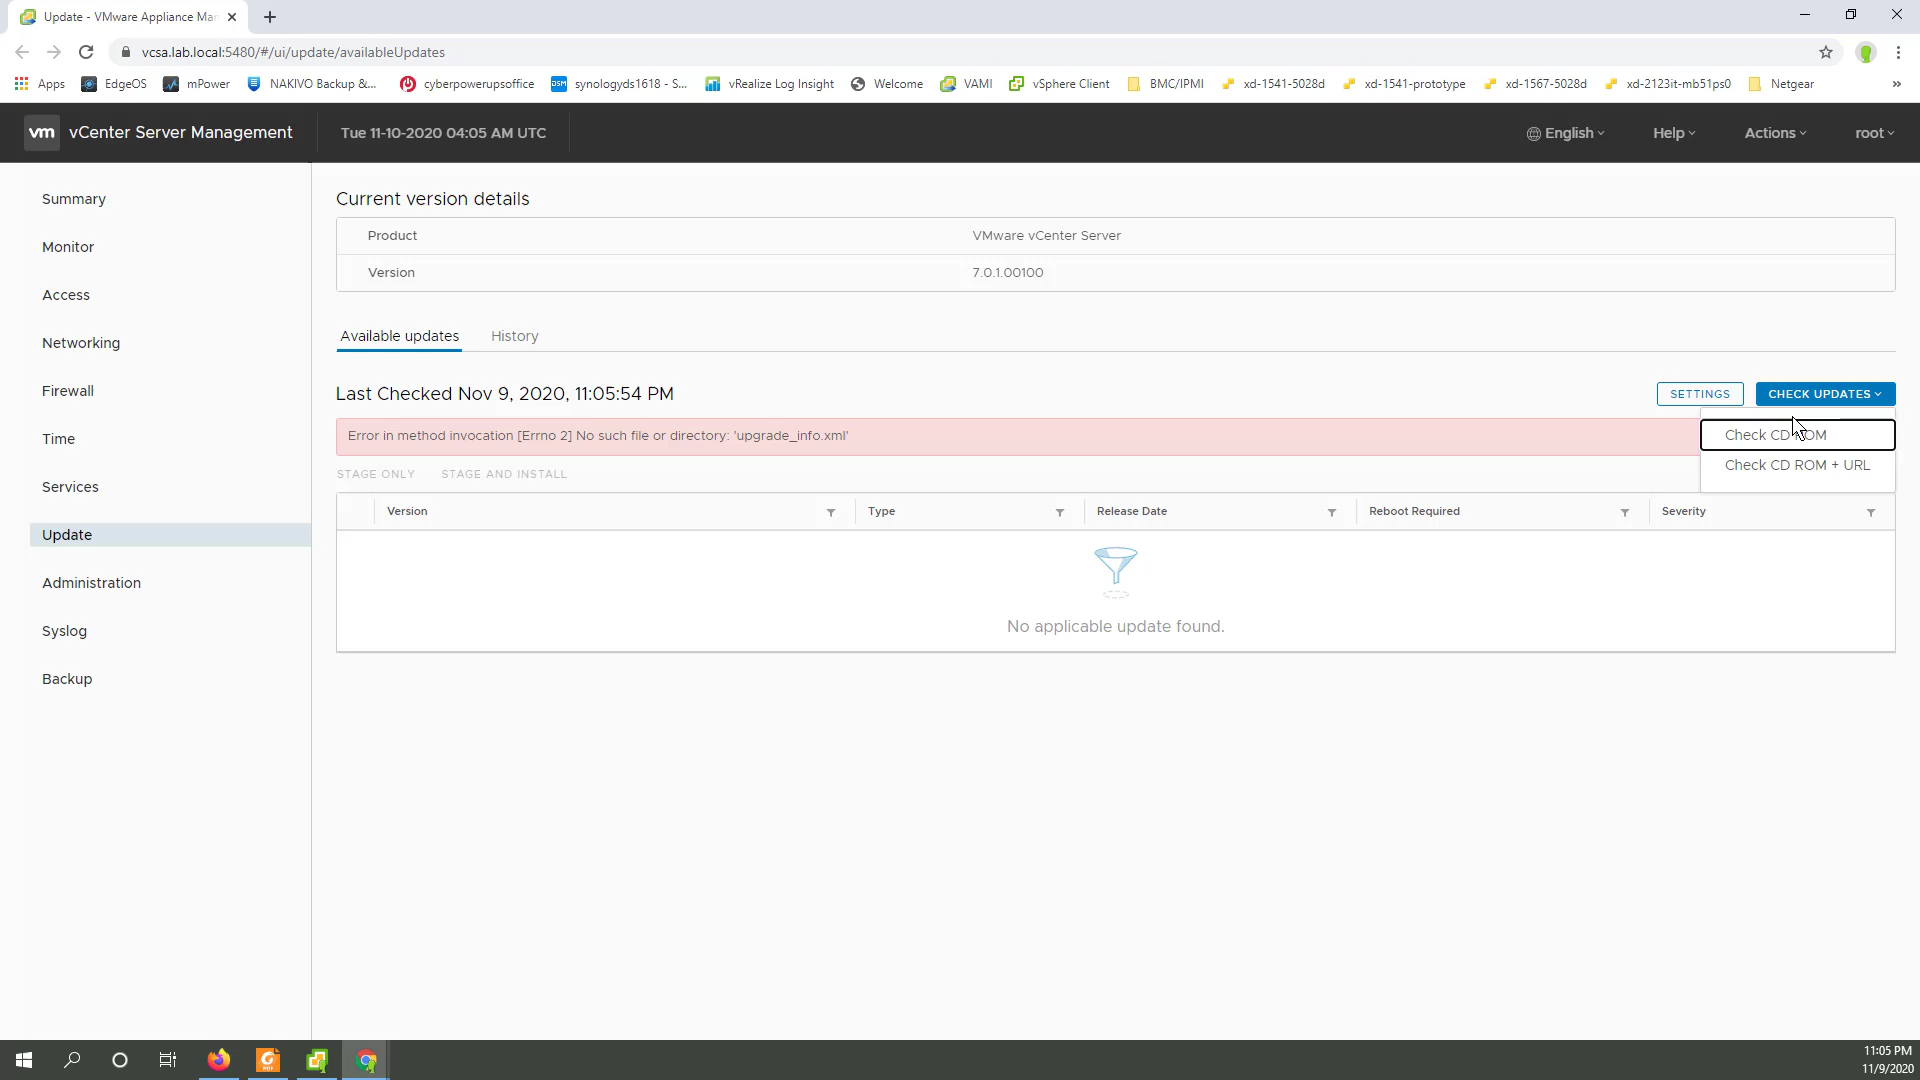 Update - VMware Appliance Ma
vcsa.lab.local:5480/#/ui/update/availableUpdates
Apps EdgeOS mPower NAKIVO Backup &... cyberpowerupsoffice DSM synologyds1618 - S... vRealize Log Insight Welcome VAMI vSphere Client BMC/IPMI xd-1541-5028d xd-1541-prototype xd-1567-5028d xd-2123it-mb51ps0 Netgear »
vm vCenter Server Management Tue 11-10-2020 04:05 AM UTC English Help Actions root
Summary
Monitor
Access
Networking
Firewall
Time
Services
Update
Administration
Syslog
Backup
Current version details
Product VMware vCenter Server
Version 7.0.1.00100
Available updates History
Last Checked Nov 9, 2020, 11:05:54 PM SETTINGS CHECK UPDATES
Error in method invocation [Errno 2] No such file or directory: 'upgrade_info.xml'
Check CD ROM
Check CD ROM + URL
STAGE ONLY STAGE AND INSTALL
Version Type Release Date Reboot Required Severity
No applicable update found.
11:05 PM
11/9/2020